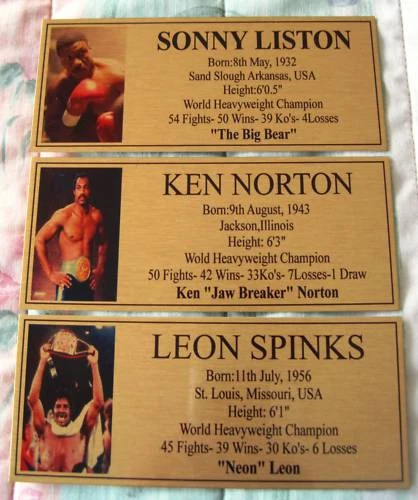 SONNY LISTON
Born:8th May, 1932
Sand Slough Arkansas, USA
Height:6'0.5"
World Heavyweight Champion
54 Fights- 50 Wins- 39 Ko's- 4Losses
"The Big Bear"
KEN NORTON
Born:9th August, 1943
Jackson,Illinois
Height: 6'3"
Wold Heavyweight Champion
50 Fights- 42 Wins- 33Ko's- 7Losses-1 Draw
Ken "Jaw Breaker" Norton
LEON SPINKS
Born:11th July, 1956
St. Louis, Missouri, USA
Height: 6'1"
World Heavyweight Champion
45 Fights- 39 Wins- 30 Ko's- 6 Losses
"Neon" Leon